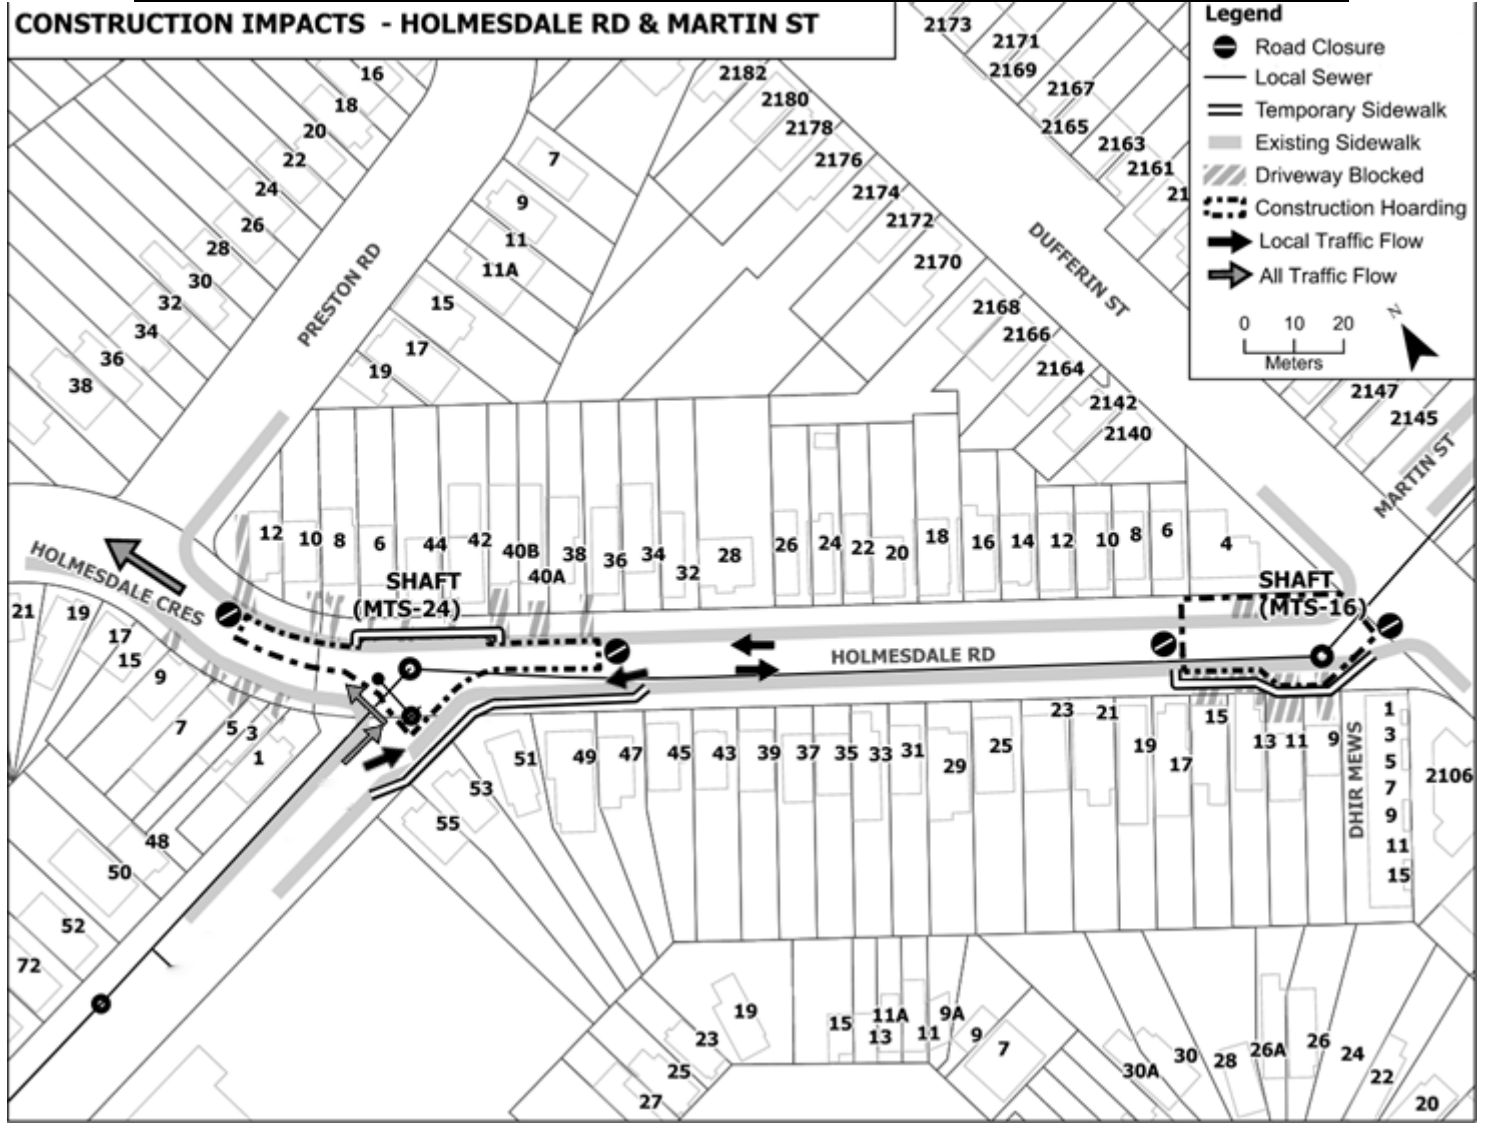 CONSTRUCTION IMPACTS - HOLMESDALE RD & MARTIN ST
Legend
Road Closure
Local Sewer
Temporary Sidewalk
Existing Sidewalk
Driveway Blocked
Construction Hoarding
Local Traffic Flow
All Traffic Flow
0 10 20
Meters
N
2173
2171
2169
2167
2165
2163
2161
21
2147
2145
MARTIN ST
DUFFERIN ST
2182
2180
2178
2176
2174
2172
2170
2168
2166
2164
2142
2140
16
18
20
22
24
26
28
30
32
34
36
38
PRESTON RD
7
9
11
11A
15
17
19
12 10 8 6 44 42 40B 40A 38 36 34 32 28 26 24 22 20 18 16 14 12 10 8 6 4
SHAFT
(MTS-24)
SHAFT
(MTS-16)
HOLMESDALE CRES
HOLMESDALE RD
21 19 17 15 9 7 5 3 1
48
50
52
72
55 53 51 49 47 45 43 39 37 35 33 31 29 25 23 21 19 17 15 13 11 9
DHIR MEWS
1
3
5
7
9
11
15
2106
19
23
25
27
15 13 11A 11 9A 9 7
30A 30 28 26A 26 24 22 20